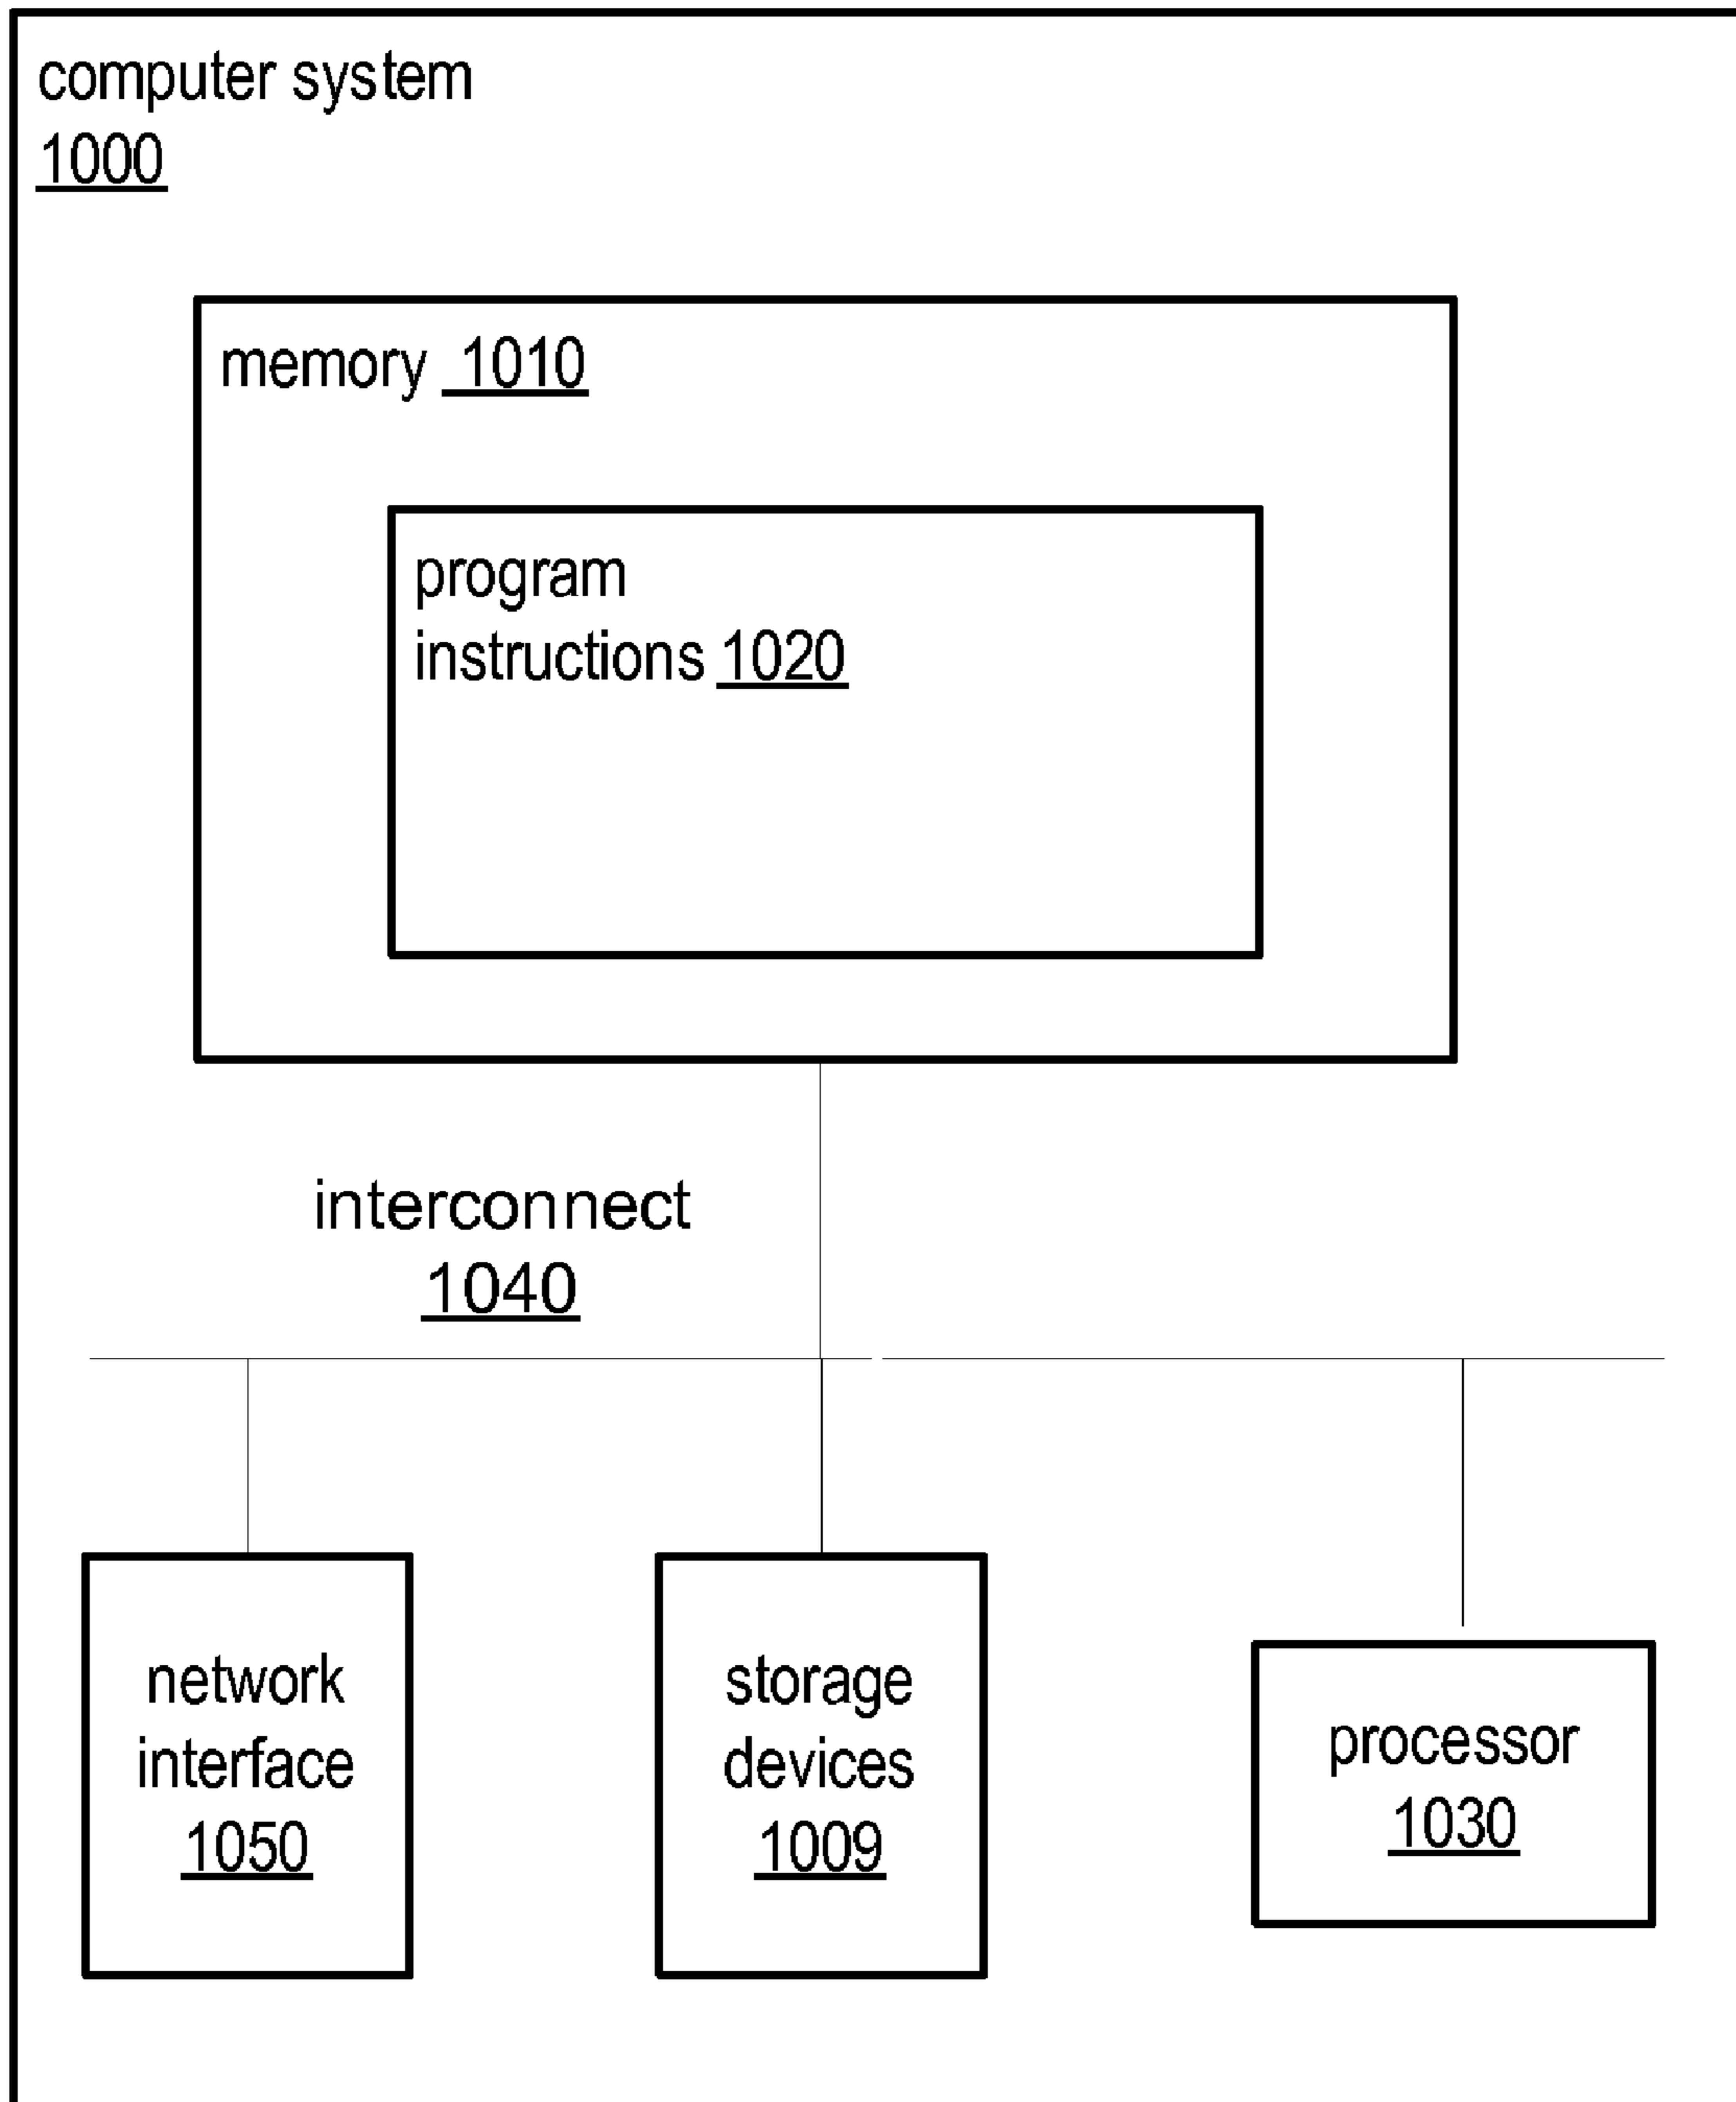 computer system
1000
memory 1010
program
instructions 1020
interconnect
1040
network
interface
1050
storage
devices
1009
processor
1030